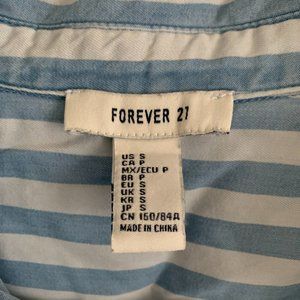 FOREVER 21
US S
CA P
MX/ECU P
BR P
EU S
UK S
KR S
JP S
CN 160/84A
MADE IN CHINA